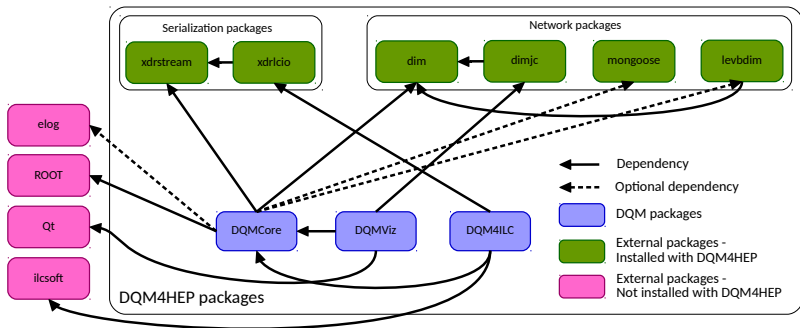 Serialization packages
Network packages
xdrstream
xdrlcio
dim
dimjc
mongoose
levbdim
elog
ROOT
Qt
ilcsoft
DQMCore
DQMViz
DQM4ILC
Dependency
Optional dependency
DQM packages
External packages -
Installed with DQM4HEP
External packages -
Not installed with DQM4HEP
DQM4HEP packages